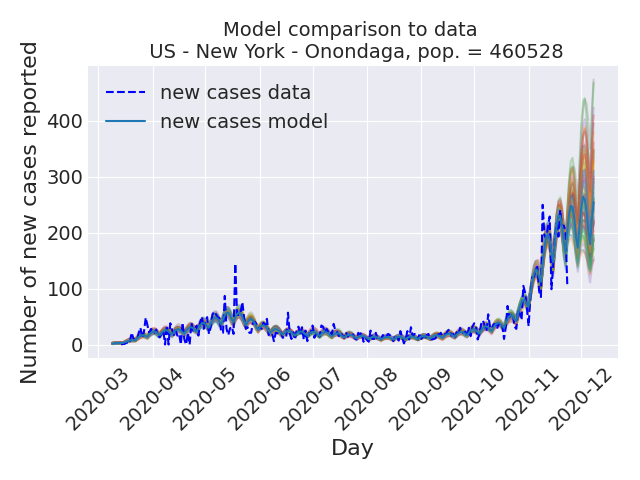 Model comparison to data
US - New York - Onondaga, pop. = 460528
Number of new cases reported
new cases data
new cases model
400
300
200
100
0
2020-03
2020-04
2020-05
2020-06
2020-07
2020-08
2020-09
2020-10
2020-11
2020-12
Day